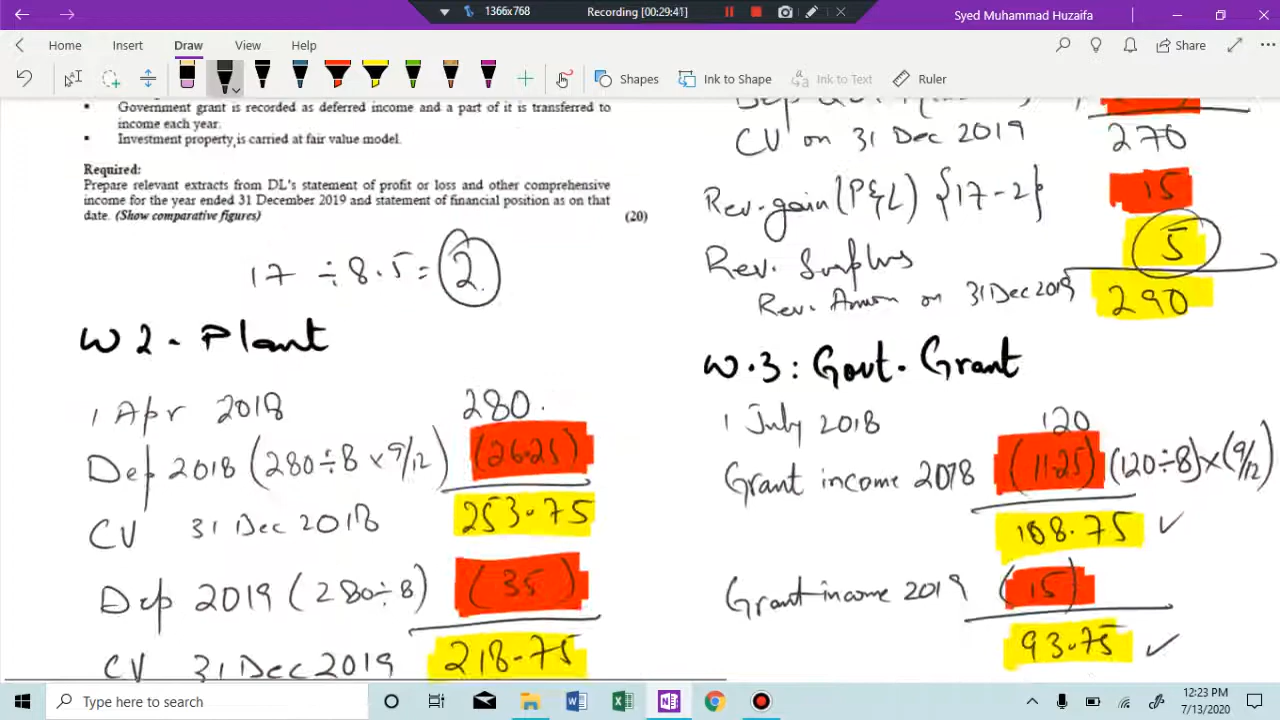 1366x768
Recording [00:29:41]
Syed Muhammad Huzaifa
Home Insert Draw View Help
Share
Shapes
Ink to Shape
Ink to Text
Ruler
Government grant is recorded as deferred income and a part of it is transferred to
income each year.
Investment property is carried at fair value model.
Required:
Prepare relevant extracts from DL's statement of profit or loss and other comprehensive
income for the year ended 31 December 2019 and statement of financial position as on that
date. (Show comparative figures) (20)
17 ÷ 8.5 = 2
W2 - Plant
1 Apr 2018 280.
Dep 2018 (280÷8 x 9/12) (26.25)
CV 31 Dec 2018 253.75
Dep 2019 (280÷8) (35)
CV 31 Dec 2019 218.75
CV on 31 Dec 2019 270
Rev. gain (P&L) {17-2} 15
Rev. Surplus 5
Rev. Amou on 31 Dec 2019 290
W.3: Govt. Grant
1 July 2018 120
Grant income 2018 (11.25) (120÷8)x(9/12)
108.75 ✓
Grant income 2019 (15)
93.75 ✓
Type here to search
12:23 PM
7/13/2020